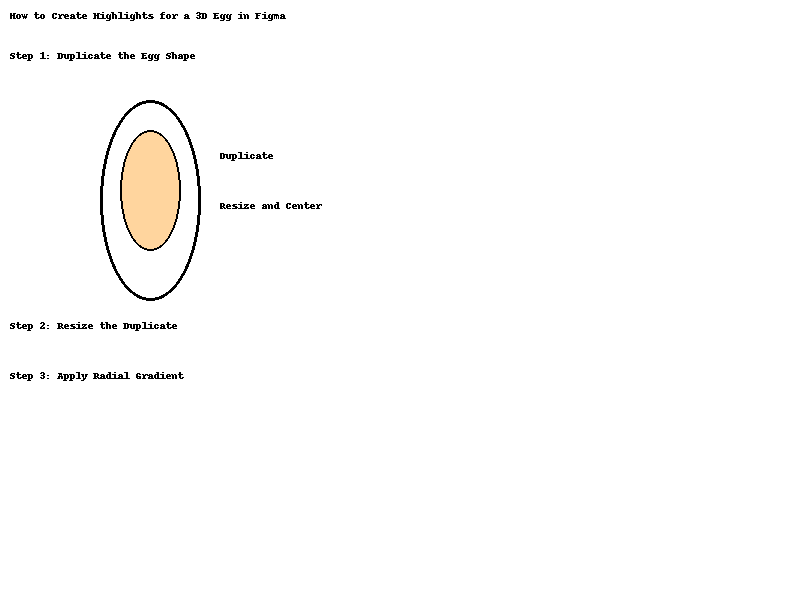 How to Create Highlights for a 3D Egg in Figma
Step 1: Duplicate the Egg Shape
Duplicate
Resize and Center
Step 2: Resize the Duplicate
Step 3: Apply Radial Gradient